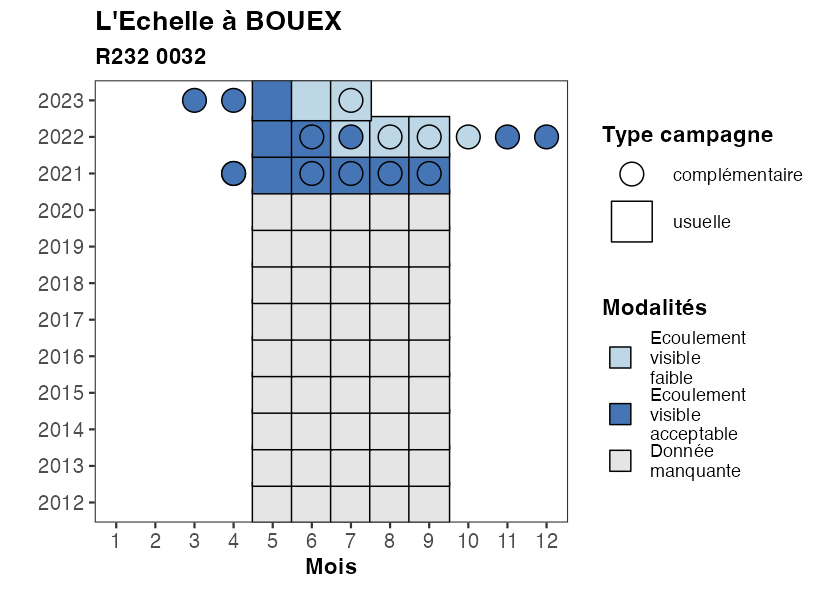 L'Echelle à BOUEX
R232 0032
2023
2022
2021
2020
2019
2018
2017
2016
2015
2014
2013
2012
1 2 3 4 5 6 7 8 9 10 11 12
Mois
Type campagne
complémentaire
usuelle
Modalités
Ecoulement
visible
faible
Ecoulement
visible
acceptable
Donnée
manquante